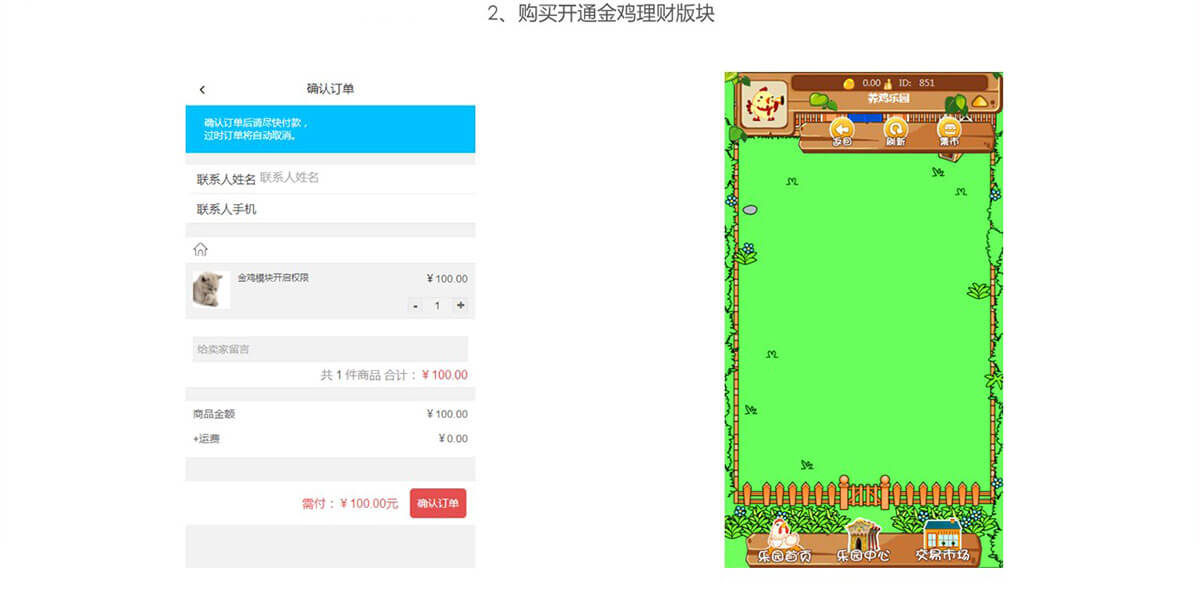 2、购买开通金鸡理财版块
确认订单
确认订单后请尽快付款，
过时订单将自动取消。
联系人姓名 联系人姓名
联系人手机
金鸡模块开启权限 ¥100.00
- 1 +
给卖家留言
共 1 件商品 合计：¥100.00
商品金额 ¥100.00
+运费 ¥0.00
需付：¥100.00元 确认订单
0.00 ID: 851
养鸡乐园
返回 刷新 集市
乐园首页 乐园中心 交易市场